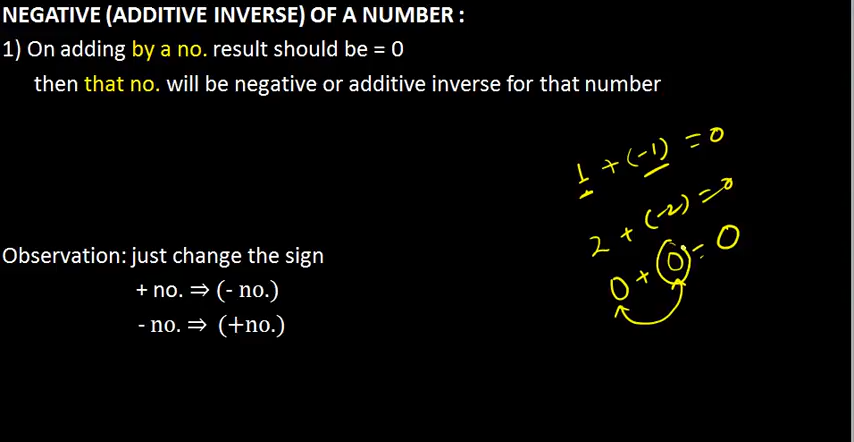 NEGATIVE (ADDITIVE INVERSE) OF A NUMBER :
1) On adding by a no. result should be = 0
then that no. will be negative or additive inverse for that number
1 + (-1) = 0
2 + (-2) = 0
0 + 0 = 0
Observation: just change the sign
+ no. ⇒ (- no.)
- no. ⇒ (+no.)